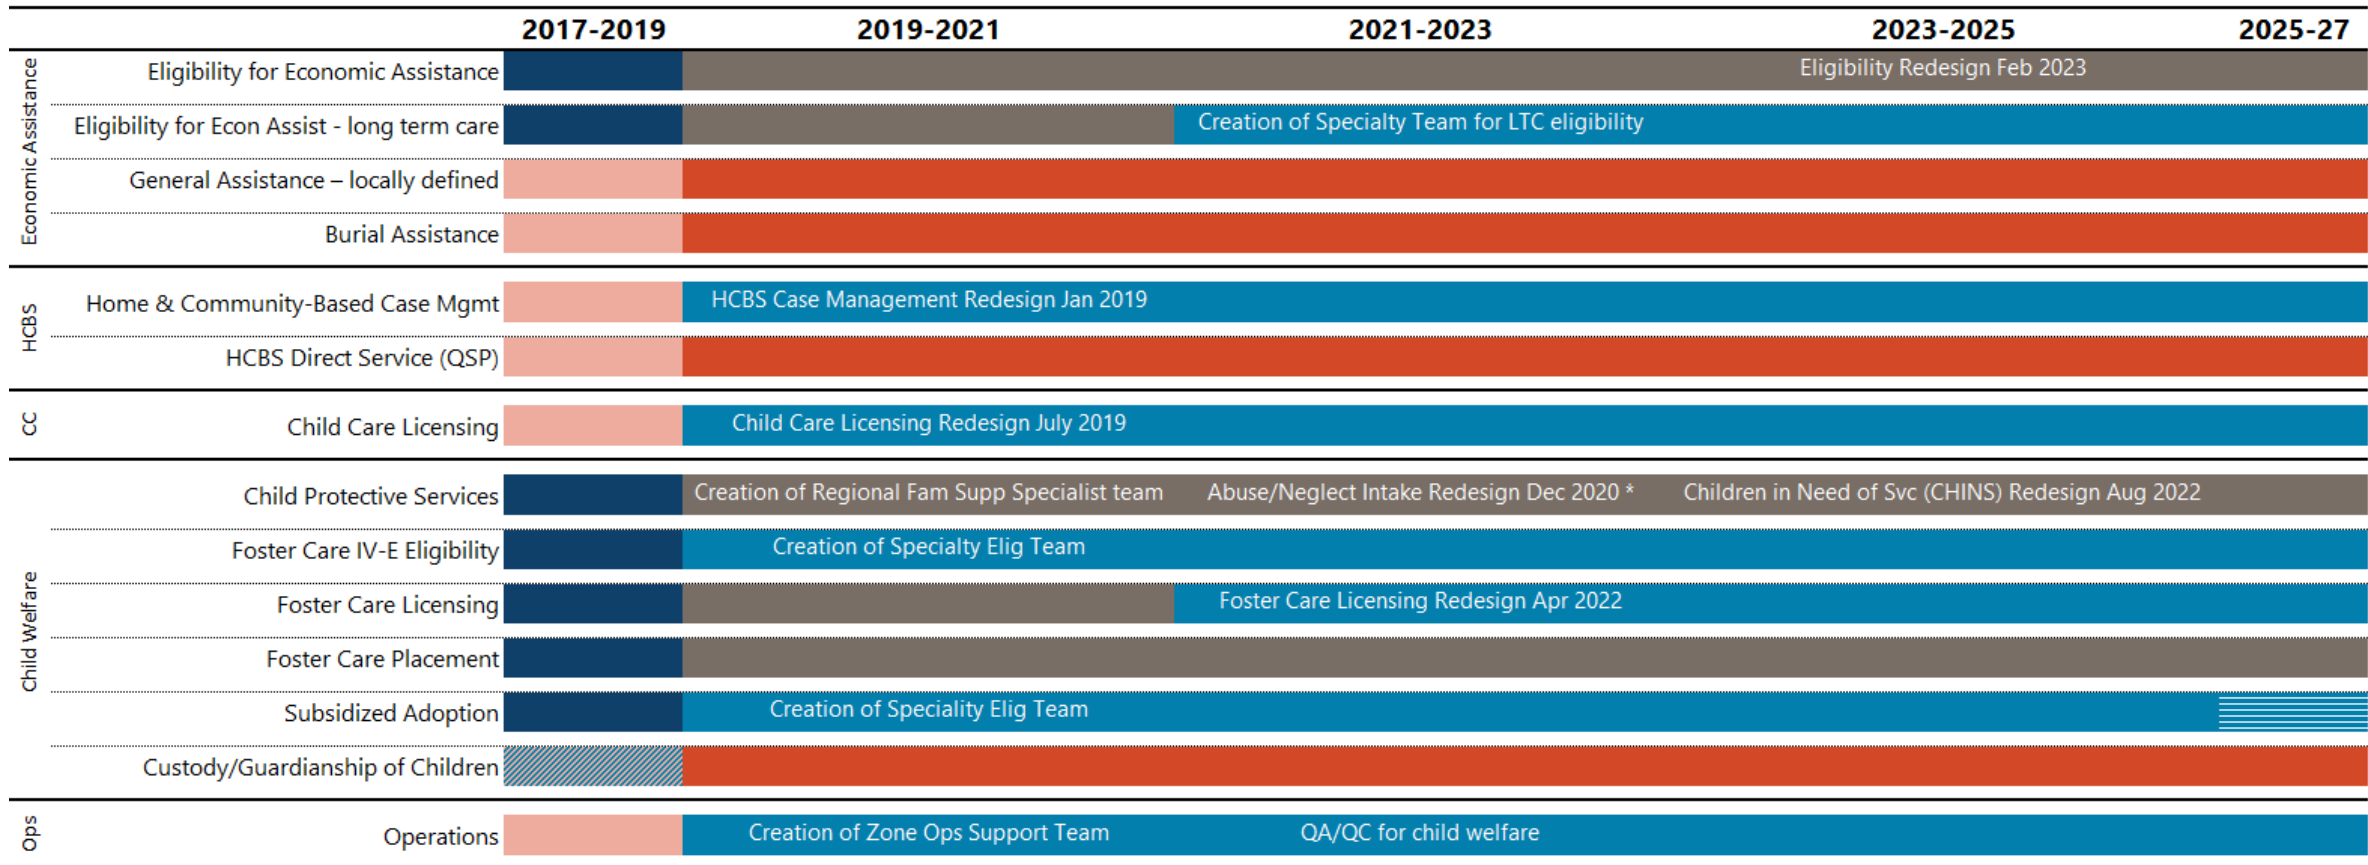 2017-2019 2019-2021 2021-2023 2023-2025 2025-27
Economic Assistance
Eligibility for Economic Assistance Eligibility Redesign Feb 2023
Eligibility for Econ Assist - long term care Creation of Specialty Team for LTC eligibility
General Assistance – locally defined
Burial Assistance
HCBS
Home & Community-Based Case Mgmt HCBS Case Management Redesign Jan 2019
HCBS Direct Service (QSP)
CC
Child Care Licensing Child Care Licensing Redesign July 2019
Child Welfare
Child Protective Services Creation of Regional Fam Supp Specialist team Abuse/Neglect Intake Redesign Dec 2020 * Children in Need of Svc (CHINS) Redesign Aug 2022
Foster Care IV-E Eligibility Creation of Specialty Elig Team
Foster Care Licensing Foster Care Licensing Redesign Apr 2022
Foster Care Placement
Subsidized Adoption Creation of Speciality Elig Team
Custody/Guardianship of Children
Ops
Operations Creation of Zone Ops Support Team QA/QC for child welfare